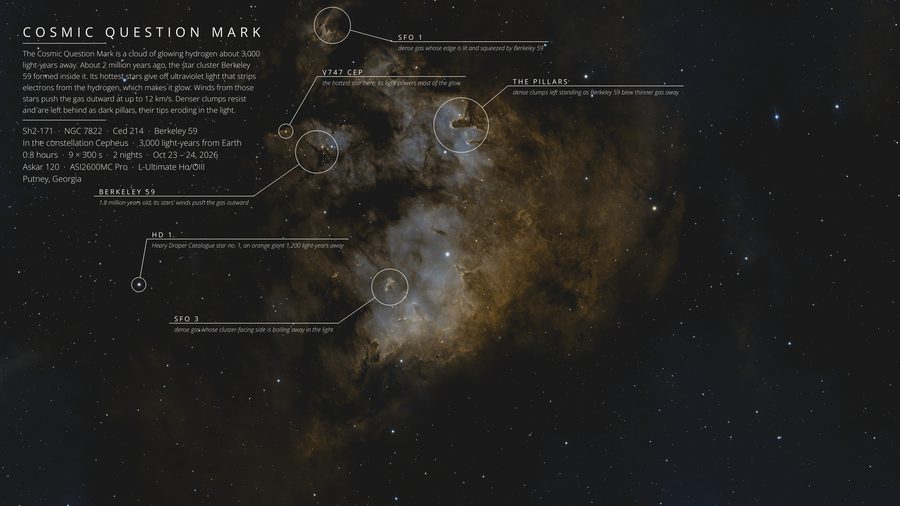 COSMIC QUESTION MARK
The Cosmic Question Mark is a cloud of glowing hydrogen about 3,000
light-years away. About 2 million years ago, the star cluster Berkeley
59 formed inside it. Its hottest stars give off ultraviolet light that strips
electrons from the hydrogen, which makes it glow. Winds from those
stars push the gas outward at up to 12 km/s. Denser clumps resist
and are left behind as dark pillars, their tips eroding in the light.
Sh2-171 · NGC 7822 · Ced 214 · Berkeley 59
In the constellation Cepheus · 3,000 light-years from Earth
0.8 hours · 9 × 300 s · 2 nights · Oct 23 – 24, 2026
Askar 120 · ASI2600MC Pro · L-Ultimate Hα/OIII
Putney, Georgia
SFO 1
dense gas whose edge is lit and squeezed by Berkeley 59
V747 CEP
the hottest star here; its light powers most of the glow
THE PILLARS
dense clumps left standing as Berkeley 59 blew thinner gas away
BERKELEY 59
1.8 million years old; its stars' winds push the gas outward
HD 1
Henry Draper Catalogue star no. 1, an orange giant 1,200 light-years away
SFO 3
dense gas whose cluster-facing side is boiling away in the light